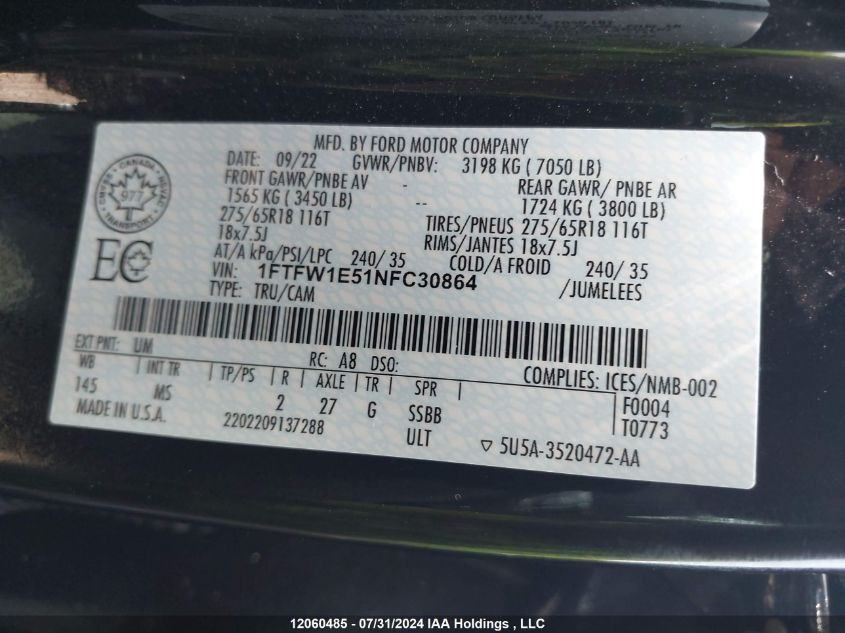 MFD. BY FORD MOTOR COMPANY
DATE: 09/22 GVWR/PNBV: 3198 KG ( 7050 LB)
FRONT GAWR/PNBE AV - REAR GAWR/ PNBE AR
1565 KG ( 3450 LB) -- 1724 KG ( 3800 LB)
275/65R18 116T TIRES/PNEUS 275/65R18 116T
18x7.5J RIMS/JANTES 18x7.5J
AT/A kPa/PSI/LPC 240/ 35 COLD/A FROID 240/ 35
VIN: 1FTFW1E51NFC30864 /JUMELEES
TYPE: TRU/CAM
CANADA
977
T
TRANSPORT
EC
EXT PNT: UM RC: A8 DSO: COMPLIES: ICES/NMB-002
WB INT TR TP/PS R AXLE TR SPR F0004
145 MS 2 27 G SSBB T0773
MADE IN U.S.A. 2202209137288 ULT ▽ 5U5A-3520472-AA
12060485 - 07/31/2024 IAA Holdings , LLC